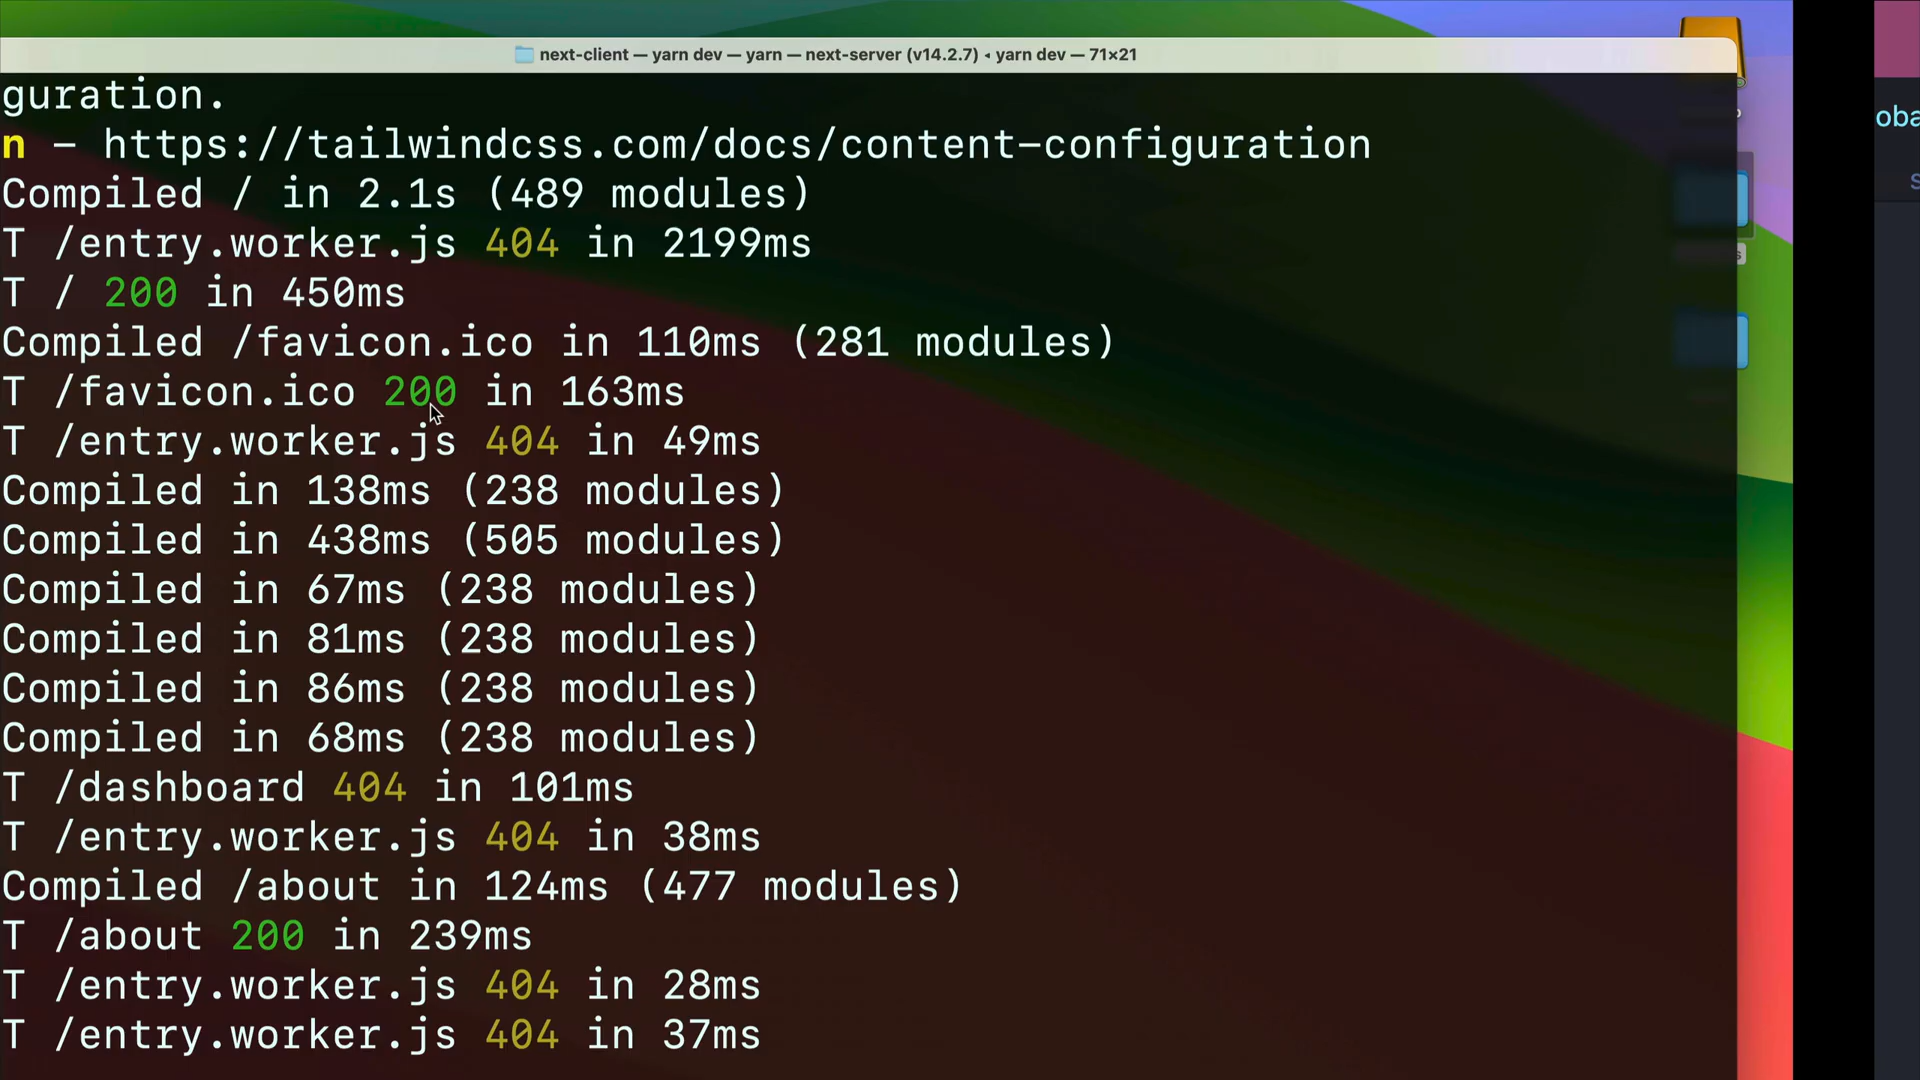 next-client — yarn dev — yarn — next-server (v14.2.7) ◂ yarn dev — 71×21
guration.
n - https://tailwindcss.com/docs/content-configuration
Compiled / in 2.1s (489 modules)
T /entry.worker.js 404 in 2199ms
T / 200 in 450ms
Compiled /favicon.ico in 110ms (281 modules)
T /favicon.ico 200 in 163ms
T /entry.worker.js 404 in 49ms
Compiled in 138ms (238 modules)
Compiled in 438ms (505 modules)
Compiled in 67ms (238 modules)
Compiled in 81ms (238 modules)
Compiled in 86ms (238 modules)
Compiled in 68ms (238 modules)
T /dashboard 404 in 101ms
T /entry.worker.js 404 in 38ms
Compiled /about in 124ms (477 modules)
T /about 200 in 239ms
T /entry.worker.js 404 in 28ms
T /entry.worker.js 404 in 37ms
oba
s